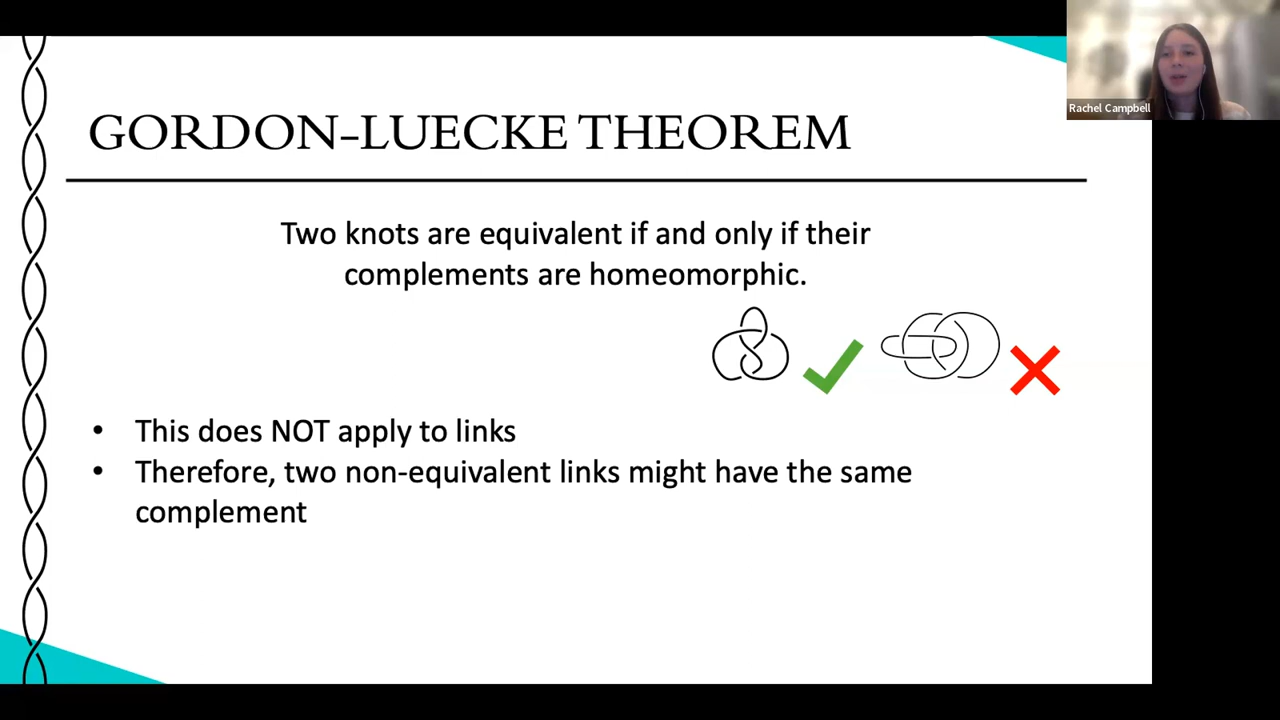 Rachel Campbell
GORDON–LUECKE THEOREM
Two knots are equivalent if and only if their
complements are homeomorphic.
• This does NOT apply to links
• Therefore, two non-equivalent links might have the same
complement